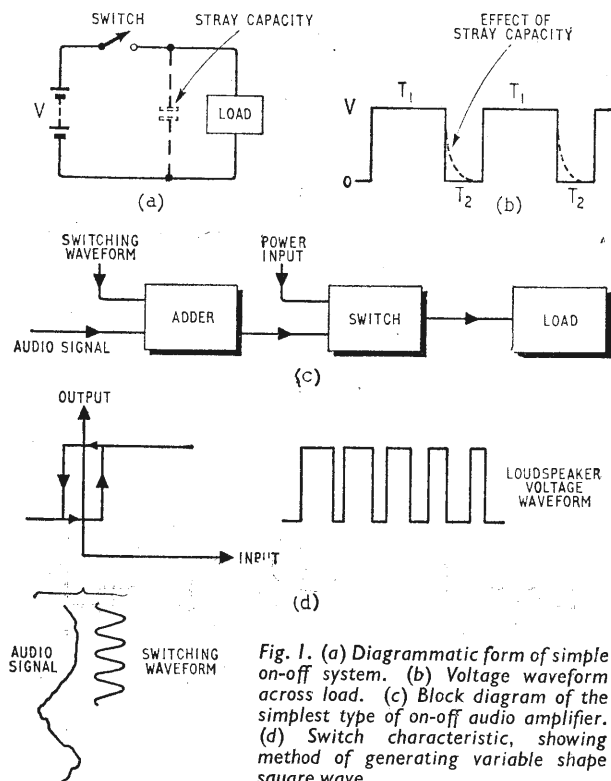 SWITCH
STRAY CAPACITY
V
LOAD
(a)
EFFECT OF
STRAY CAPACITY
V
T1
T1
0
T2
T2
(b)
SWITCHING
WAVEFORM
POWER
INPUT
ADDER
SWITCH
LOAD
AUDIO SIGNAL
(c)
OUTPUT
INPUT
LOUDSPEAKER
VOLTAGE
WAVEFORM
(d)
AUDIO
SIGNAL
SWITCHING
WAVEFORM
Fig. 1. (a) Diagrammatic form of simple
on-off system. (b) Voltage waveform
across load. (c) Block diagram of the
simplest type of on-off audio amplifier.
(d) Switch characteristic, showing
method of generating variable shape
square wave